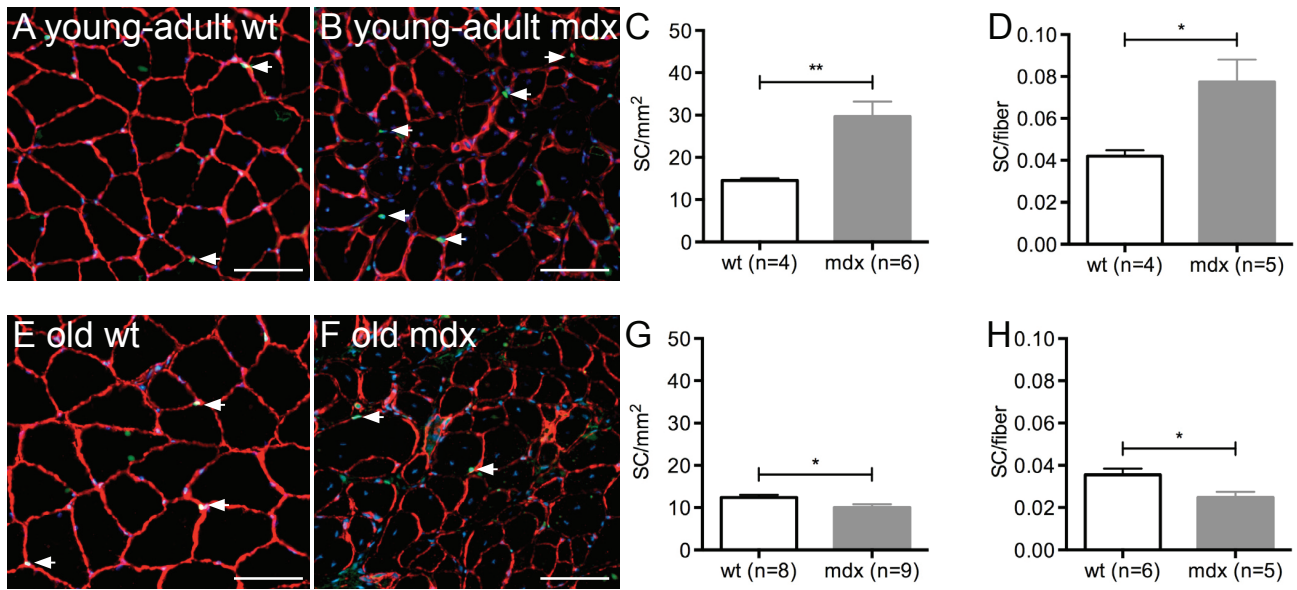 A young-adult wt
B young-adult mdx
C
**
SC/mm²
50
40
30
20
10
0
wt (n=4) mdx (n=6)
D
*
SC/fiber
0.10
0.08
0.06
0.04
0.02
0.00
wt (n=4) mdx (n=5)
E old wt
F old mdx
G
*
SC/mm²
50
40
30
20
10
0
wt (n=8) mdx (n=9)
H
*
SC/fiber
0.10
0.08
0.06
0.04
0.02
0.00
wt (n=6) mdx (n=5)